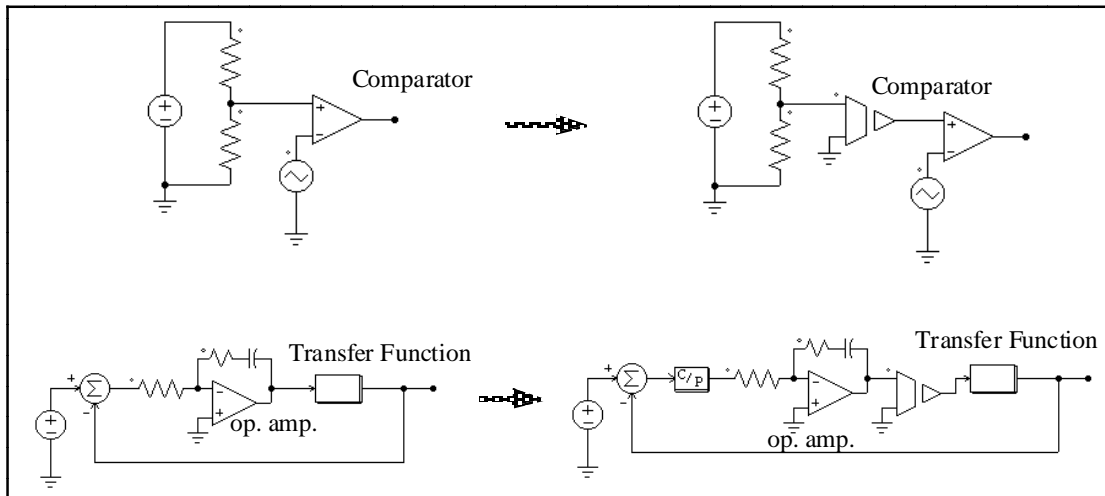 Comparator
Comparator
Transfer Function
op. amp.
Transfer Function
C/P
op. amp.